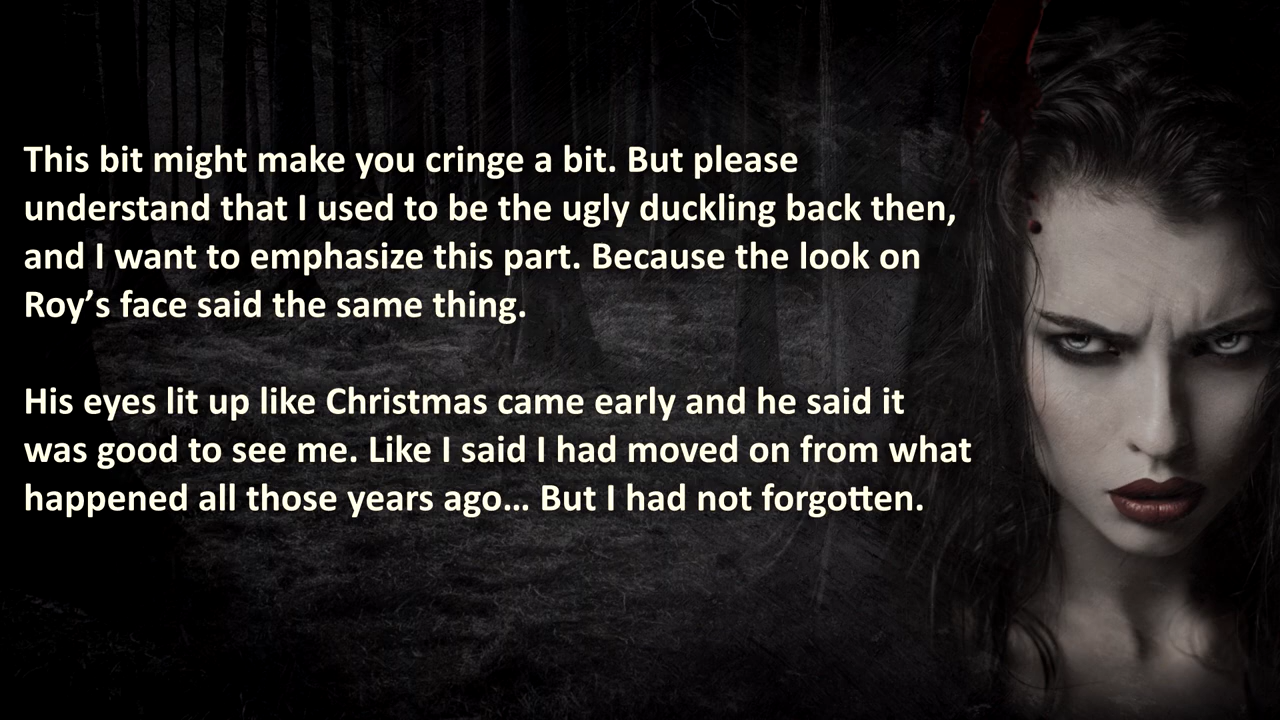 This bit might make you cringe a bit. But please
understand that I used to be the ugly duckling back then,
and I want to emphasize this part. Because the look on
Roy’s face said the same thing.
His eyes lit up like Christmas came early and he said it
was good to see me. Like I said I had moved on from what
happened all those years ago… But I had not forgotten.